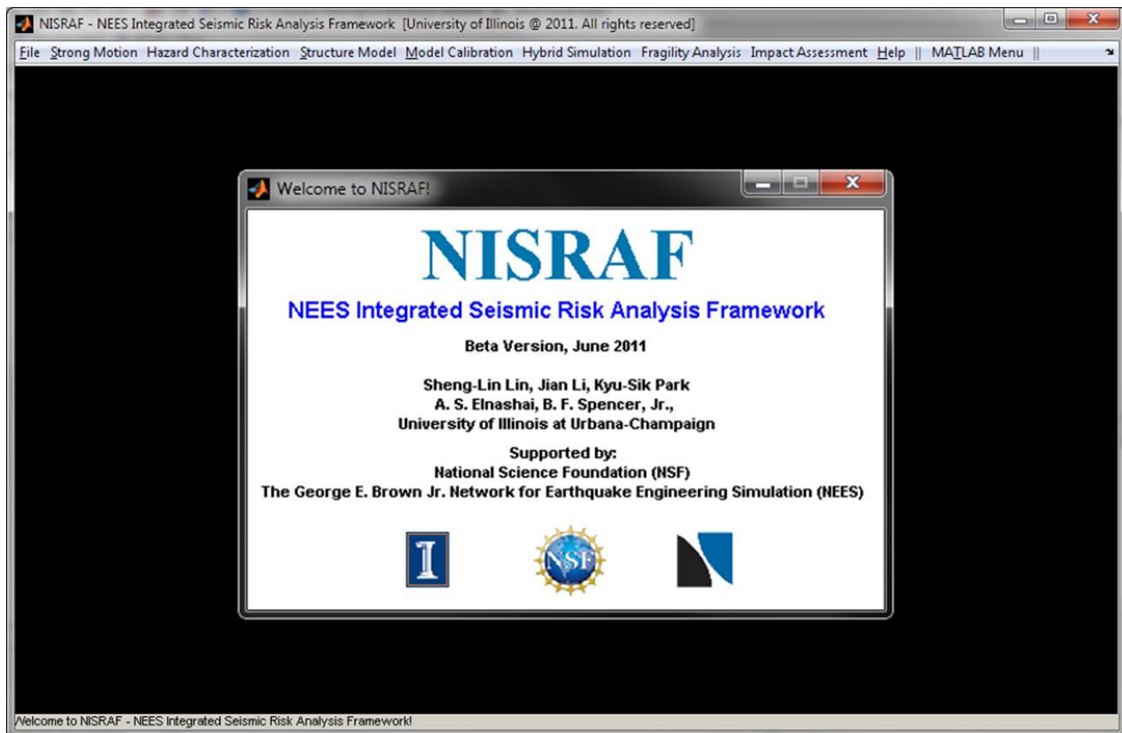 NISRAF - NEES Integrated Seismic Risk Analysis Framework [University of Illinois @ 2011. All rights reserved]
File Strong Motion Hazard Characterization Structure Model Model Calibration Hybrid Simulation Fragility Analysis Impact Assessment Help || MATLAB Menu ||
Welcome to NISRAF!
NISRAF
NEES Integrated Seismic Risk Analysis Framework
Beta Version, June 2011
Sheng-Lin Lin, Jian Li, Kyu-Sik Park
A. S. Elnashai, B. F. Spencer, Jr.,
University of Illinois at Urbana-Champaign
Supported by:
National Science Foundation (NSF)
The George E. Brown Jr. Network for Earthquake Engineering Simulation (NEES)
I NSF
Welcome to NISRAF - NEES Integrated Seismic Risk Analysis Framework!